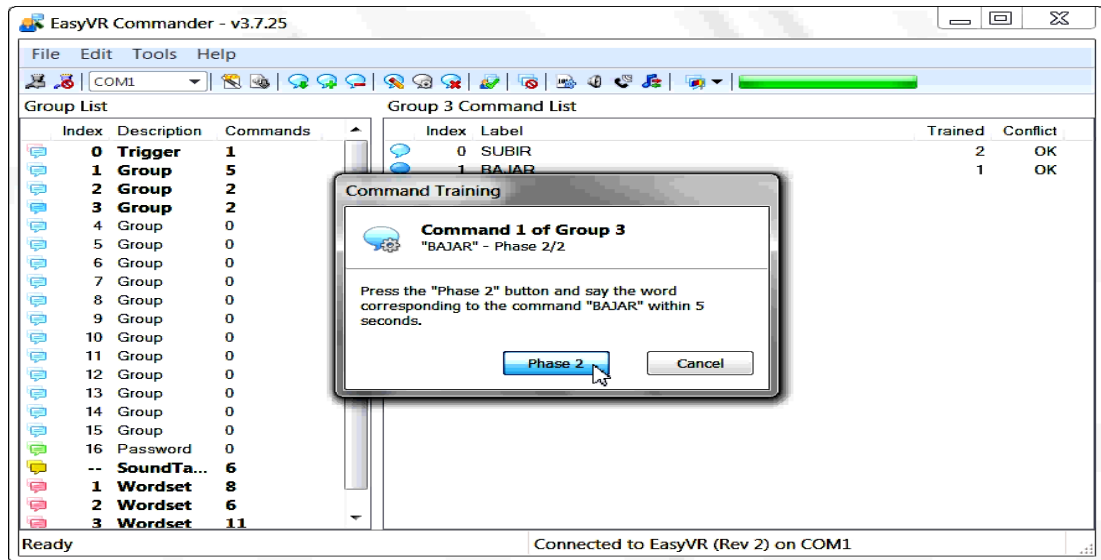 EasyVR Commander - v3.7.25
File Edit Tools Help
COM1
Group List
Group 3 Command List
Index Description Commands
Index Label Trained Conflict
0 Trigger 1
0 SUBIR 2 OK
1 Group 5
1 BAJAR 1 OK
2 Group 2
3 Group 2
4 Group 0
5 Group 0
6 Group 0
7 Group 0
8 Group 0
9 Group 0
10 Group 0
11 Group 0
12 Group 0
13 Group 0
14 Group 0
15 Group 0
16 Password 0
-- SoundTa... 6
1 Wordset 8
2 Wordset 6
3 Wordset 11
Command Training
Command 1 of Group 3
"BAJAR" - Phase 2/2
Press the "Phase 2" button and say the word
corresponding to the command "BAJAR" within 5
seconds.
Phase 2 Cancel
Ready
Connected to EasyVR (Rev 2) on COM1